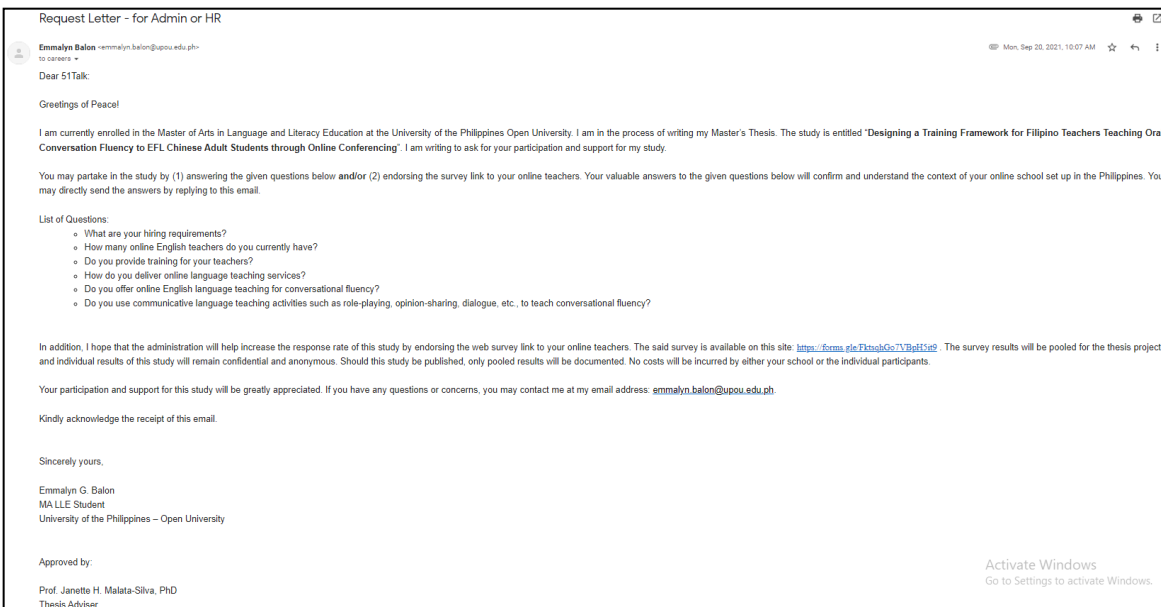 Request Letter - for Admin or HR
Emmalyn Balon <emmalyn.balon@upou.edu.ph>
Mon, Sep 20, 2021, 10:07 AM
to careers
Dear 51Talk:
Greetings of Peace!
I am currently enrolled in the Master of Arts in Language and Literacy Education at the University of the Philippines Open University. I am in the process of writing my Master's Thesis. The study is entitled "Designing a Training Framework for Filipino Teachers Teaching Ora
Conversation Fluency to EFL Chinese Adult Students through Online Conferencing". I am writing to ask for your participation and support for my study.
You may partake in the study by (1) answering the given questions below and/or (2) endorsing the survey link to your online teachers. Your valuable answers to the given questions below will confirm and understand the context of your online school set up in the Philippines. You
may directly send the answers by replying to this email.
List of Questions:
What are your hiring requirements?
How many online English teachers do you currently have?
Do you provide training for your teachers?
How do you deliver online language teaching services?
Do you offer online English language teaching for conversational fluency?
Do you use communicative language teaching activities such as role-playing, opinion-sharing, dialogue, etc., to teach conversational fluency?
In addition, I hope that the administration will help increase the response rate of this study by endorsing the web survey link to your online teachers. The said survey is available on this site: https://forms.gle/FktsqhGo7VBpH5it9 . The survey results will be pooled for the thesis project
and individual results of this study will remain confidential and anonymous. Should this study be published, only pooled results will be documented. No costs will be incurred by either your school or the individual participants.
Your participation and support for this study will be greatly appreciated. If you have any questions or concerns, you may contact me at my email address: emmalyn.balon@upou.edu.ph.
Kindly acknowledge the receipt of this email.
Sincerely yours,
Emmalyn G. Balon
MA LLE Student
University of the Philippines – Open University
Approved by:
Activate Windows
Go to Settings to activate Windows.
Prof. Janette H. Malata-Silva, PhD
Thesis Adviser